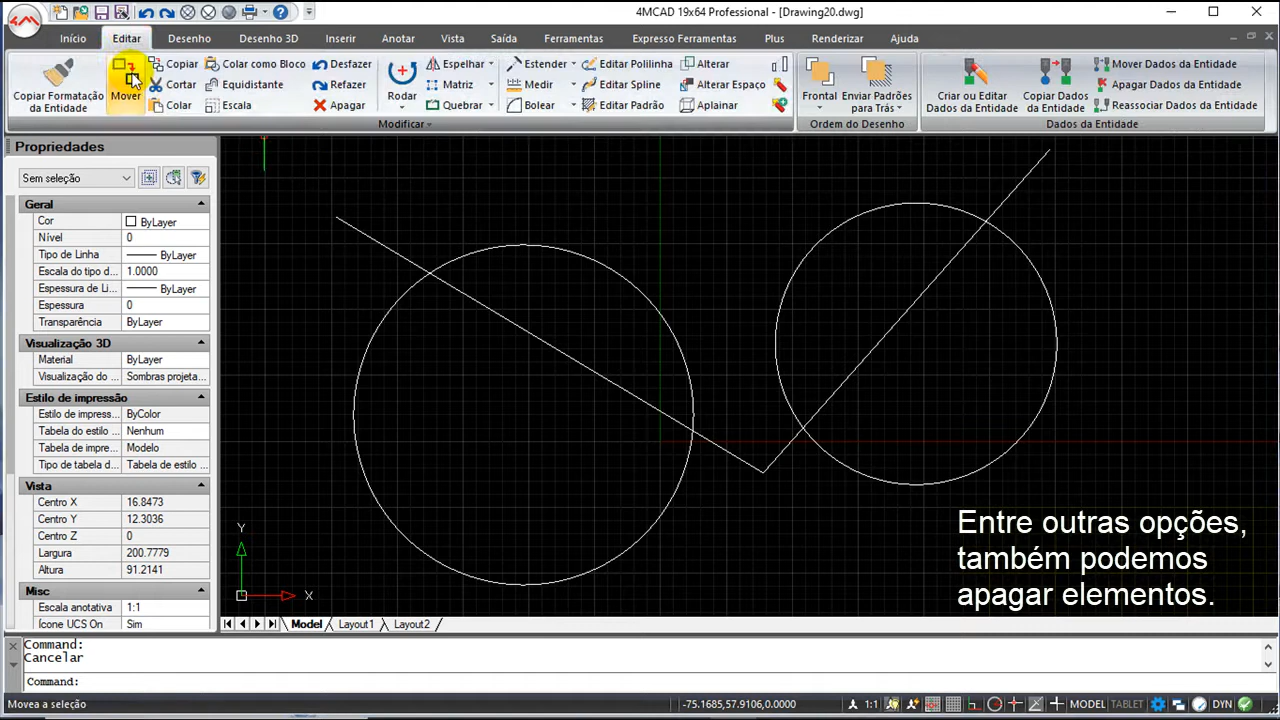 4MCAD 19x64 Professional - [Drawing20.dwg]
Início Editar Desenho Desenho 3D Inserir Anotar Vista Saída Ferramentas Expresso Ferramentas Plus Renderizar Ajuda
Copiar Formatação da Entidade
Mover
Copiar
Cortar
Colar
Colar como Bloco
Equidistante
Escala
Desfazer
Refazer
Apagar
Rodar
Espelhar
Matriz
Quebrar
Estender
Medir
Bolear
Editar Polilinha
Editar Spline
Editar Padrão
Alterar
Alterar Espaço
Aplainar
Modificar
Frontal
Enviar Padrões para Trás
Ordem do Desenho
Criar ou Editar Dados da Entidade
Copiar Dados da Entidade
Mover Dados da Entidade
Apagar Dados da Entidade
Reassociar Dados da Entidade
Dados da Entidade
Propriedades
Sem seleção
Geral
Cor ByLayer
Nível 0
Tipo de Linha ByLayer
Escala do tipo d... 1.0000
Espessura de Li... ByLayer
Espessura 0
Transparência ByLayer
Visualização 3D
Material ByLayer
Visualização do ... Sombras projeta...
Estilo de impressão
Estilo de impress... ByColor
Tabela do estilo ... Nenhum
Tabela de impre... Modelo
Tipo de tabela d... Tabela de estilo ...
Vista
Centro X 16.8473
Centro Y 12.3036
Centro Z 0
Largura 200.7779
Altura 91.2141
Misc
Escala anotativa 1:1
Ícone UCS On Sim
Y
X
Entre outras opções,
também podemos
apagar elementos.
Model Layout1 Layout2
Command:
Cancelar
Command:
Movea a seleção
-75.1685,57.9106,0.0000
1:1
MODEL TABLET
DYN